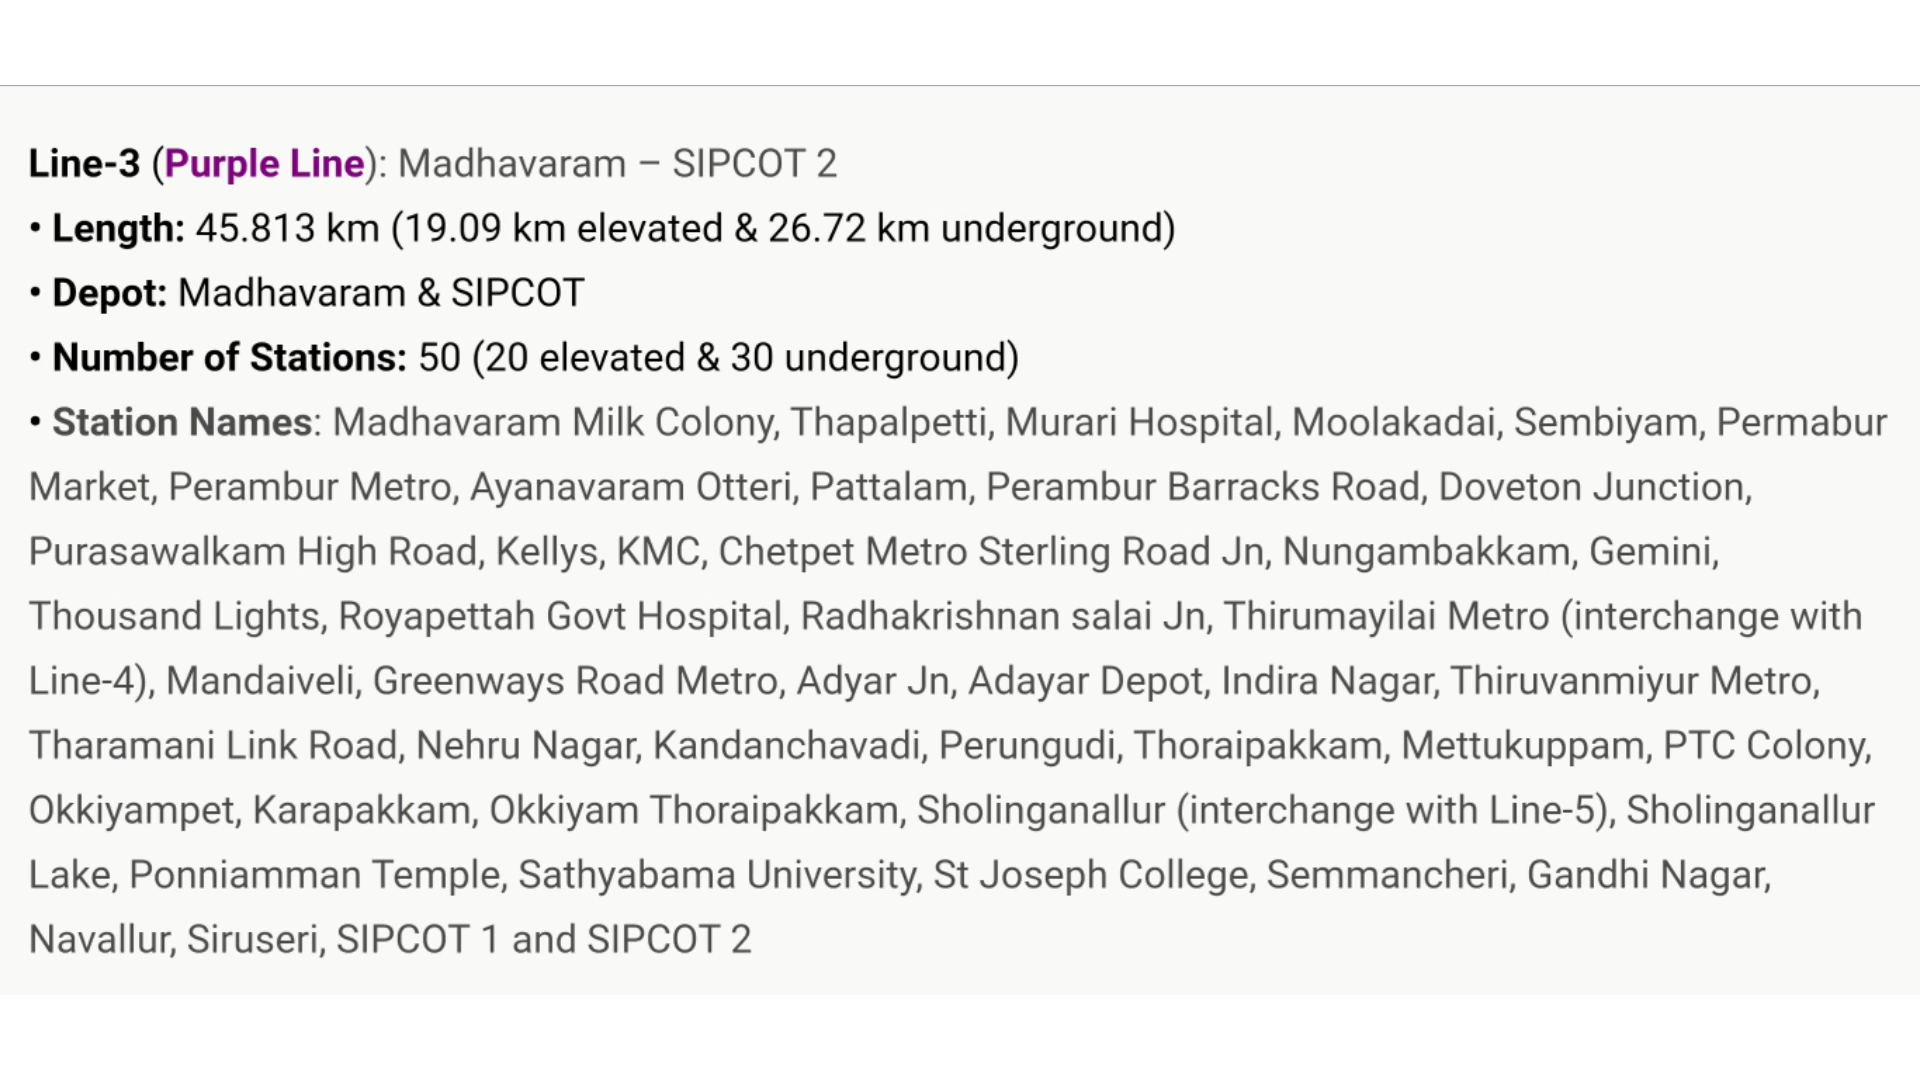 Line-3 (Purple Line): Madhavaram – SIPCOT 2
• Length: 45.813 km (19.09 km elevated & 26.72 km underground)
• Depot: Madhavaram & SIPCOT
• Number of Stations: 50 (20 elevated & 30 underground)
• Station Names: Madhavaram Milk Colony, Thapalpetti, Murari Hospital, Moolakadai, Sembiyam, Permabur
Market, Perambur Metro, Ayanavaram Otteri, Pattalam, Perambur Barracks Road, Doveton Junction,
Purasawalkam High Road, Kellys, KMC, Chetpet Metro Sterling Road Jn, Nungambakkam, Gemini,
Thousand Lights, Royapettah Govt Hospital, Radhakrishnan salai Jn, Thirumayilai Metro (interchange with
Line-4), Mandaiveli, Greenways Road Metro, Adyar Jn, Adayar Depot, Indira Nagar, Thiruvanmiyur Metro,
Tharamani Link Road, Nehru Nagar, Kandanchavadi, Perungudi, Thoraipakkam, Mettukuppam, PTC Colony,
Okkiyampet, Karapakkam, Okkiyam Thoraipakkam, Sholinganallur (interchange with Line-5), Sholinganallur
Lake, Ponniamman Temple, Sathyabama University, St Joseph College, Semmancheri, Gandhi Nagar,
Navallur, Siruseri, SIPCOT 1 and SIPCOT 2